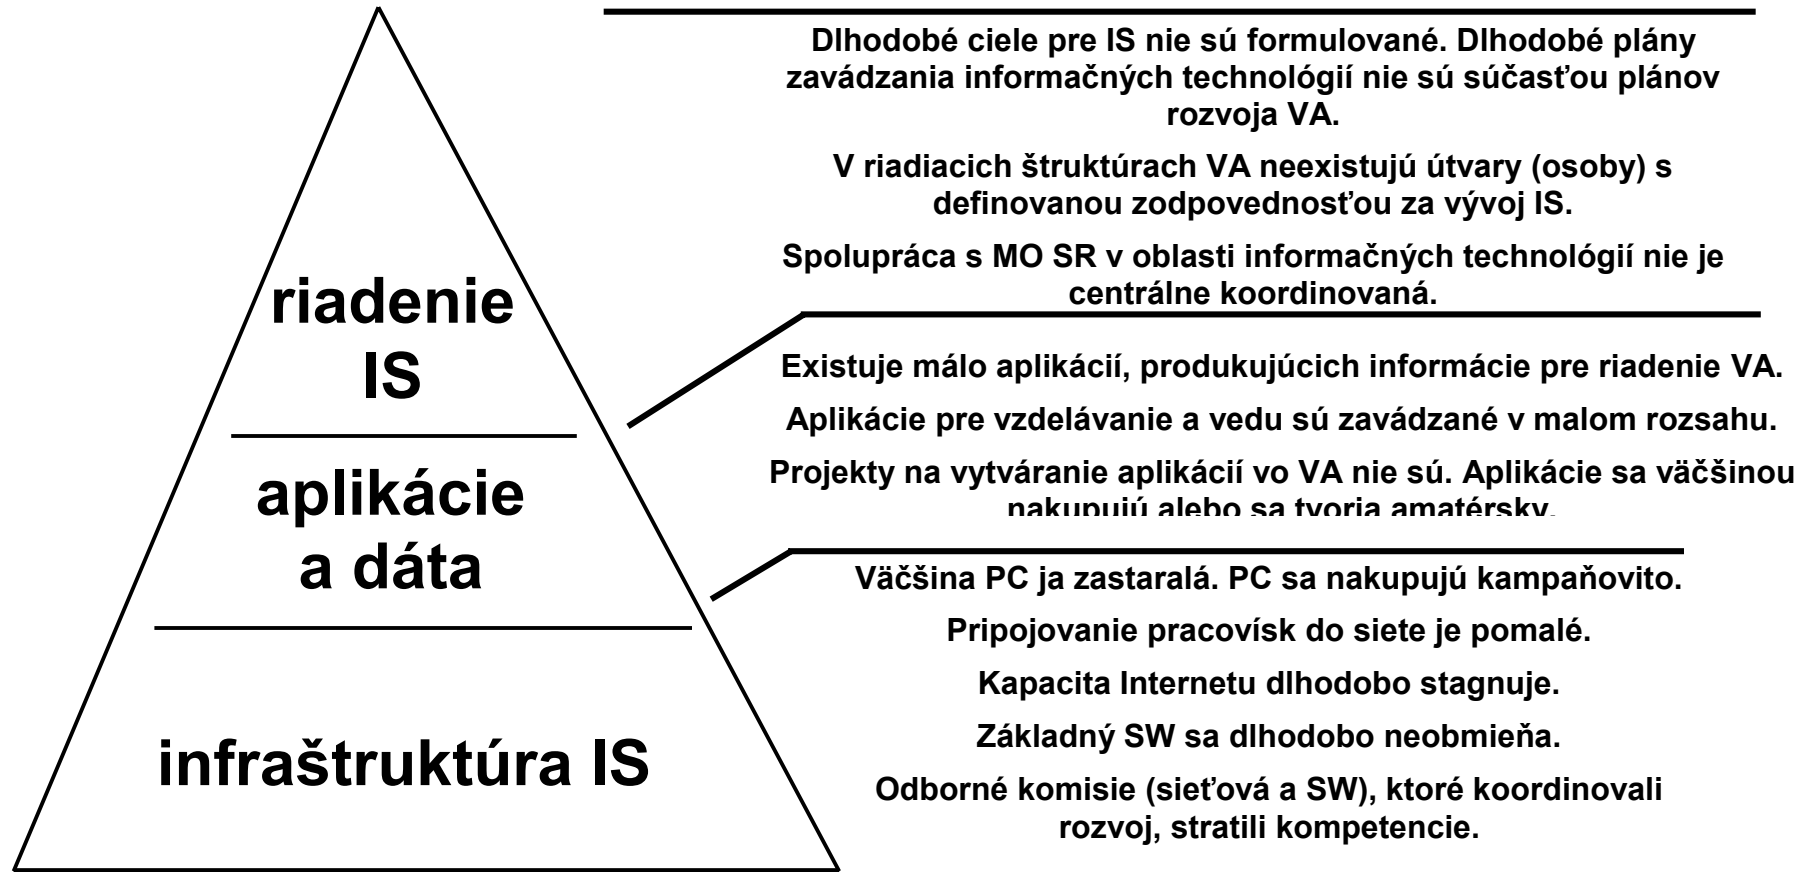 riadenie
IS
aplikácie
a dáta
infraštruktúra IS
Dlhodobé ciele pre IS nie sú formulované. Dlhodobé plány
zavádzania informačných technológií nie sú súčasťou plánov
rozvoja VA.
V riadiacich štruktúrach VA neexistujú útvary (osoby) s
definovanou zodpovednosťou za vývoj IS.
Spolupráca s MO SR v oblasti informačných technológií nie je
centrálne koordinovaná.
Existuje málo aplikácií, produkujúcich informácie pre riadenie VA.
Aplikácie pre vzdelávanie a vedu sú zavádzané v malom rozsahu.
Projekty na vytváranie aplikácií vo VA nie sú. Aplikácie sa väčšinou
nakupujú alebo sa tvoria amatérsky.
Väčšina PC ja zastaralá. PC sa nakupujú kampaňovito.
Pripojovanie pracovísk do siete je pomalé.
Kapacita Internetu dlhodobo stagnuje.
Základný SW sa dlhodobo neobmieňa.
Odborné komisie (sieťová a SW), ktoré koordinovali
rozvoj, stratili kompetencie.